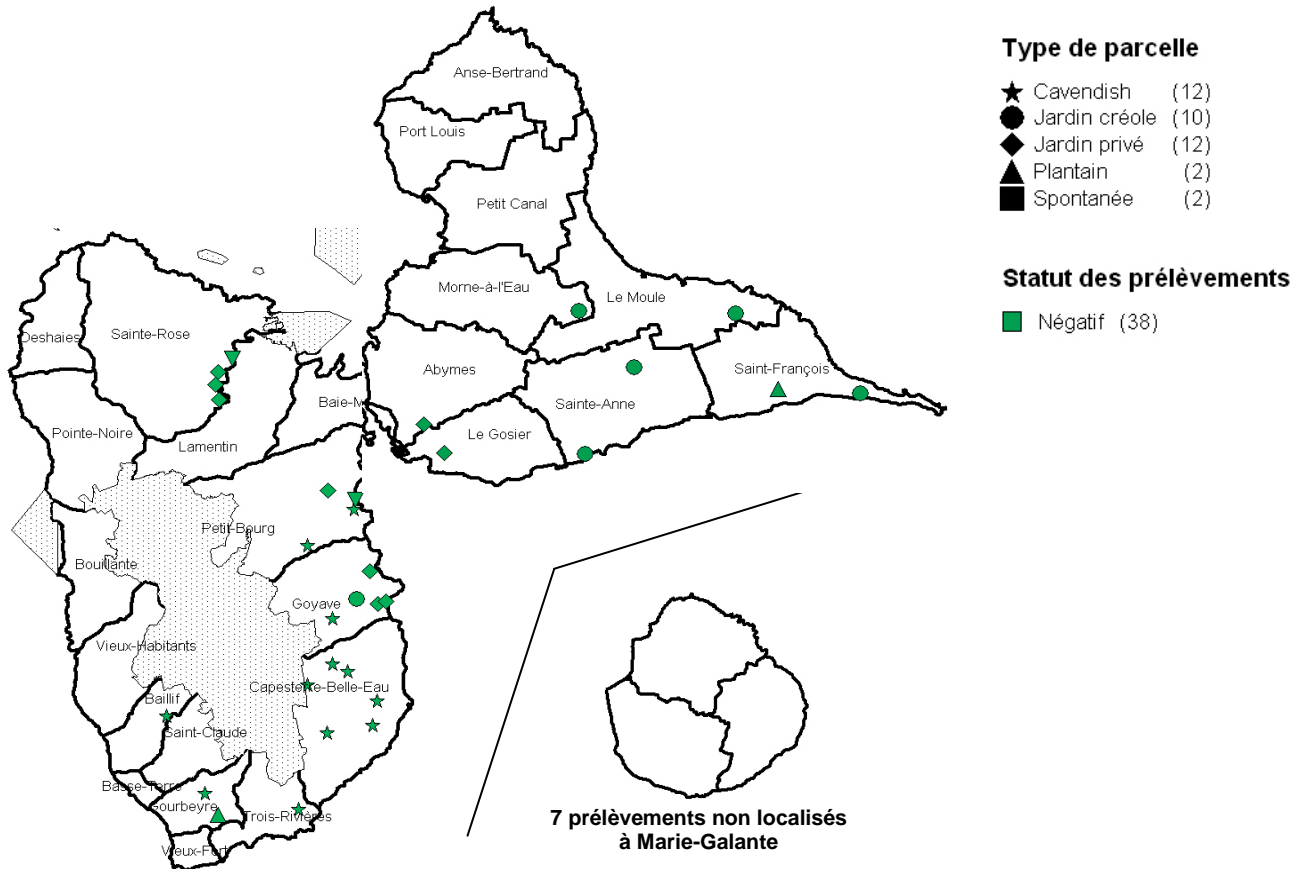 Type de parcelle
Cavendish (12)
Jardin créole (10)
Jardin privé (12)
Plantain (2)
Spontanée (2)
Statut des prélèvements
Négatif (38)
Anse-Bertrand
Port Louis
Petit Canal
Morne-à-l'Eau
Le Moule
Deshaies
Sainte-Rose
Abymes
Saint-François
Sainte-Anne
Baie-M
Pointe-Noire
Lamentin
Le Gosier
Petit-Bourg
Bouillante
Goyave
Vieux-Habitants
Capesterre-Belle-Eau
Baillif
Saint-Claude
Basse-Terre
Gourbeyre
Trois-Rivières
Vieux-Fort
7 prélèvements non localisés
à Marie-Galante